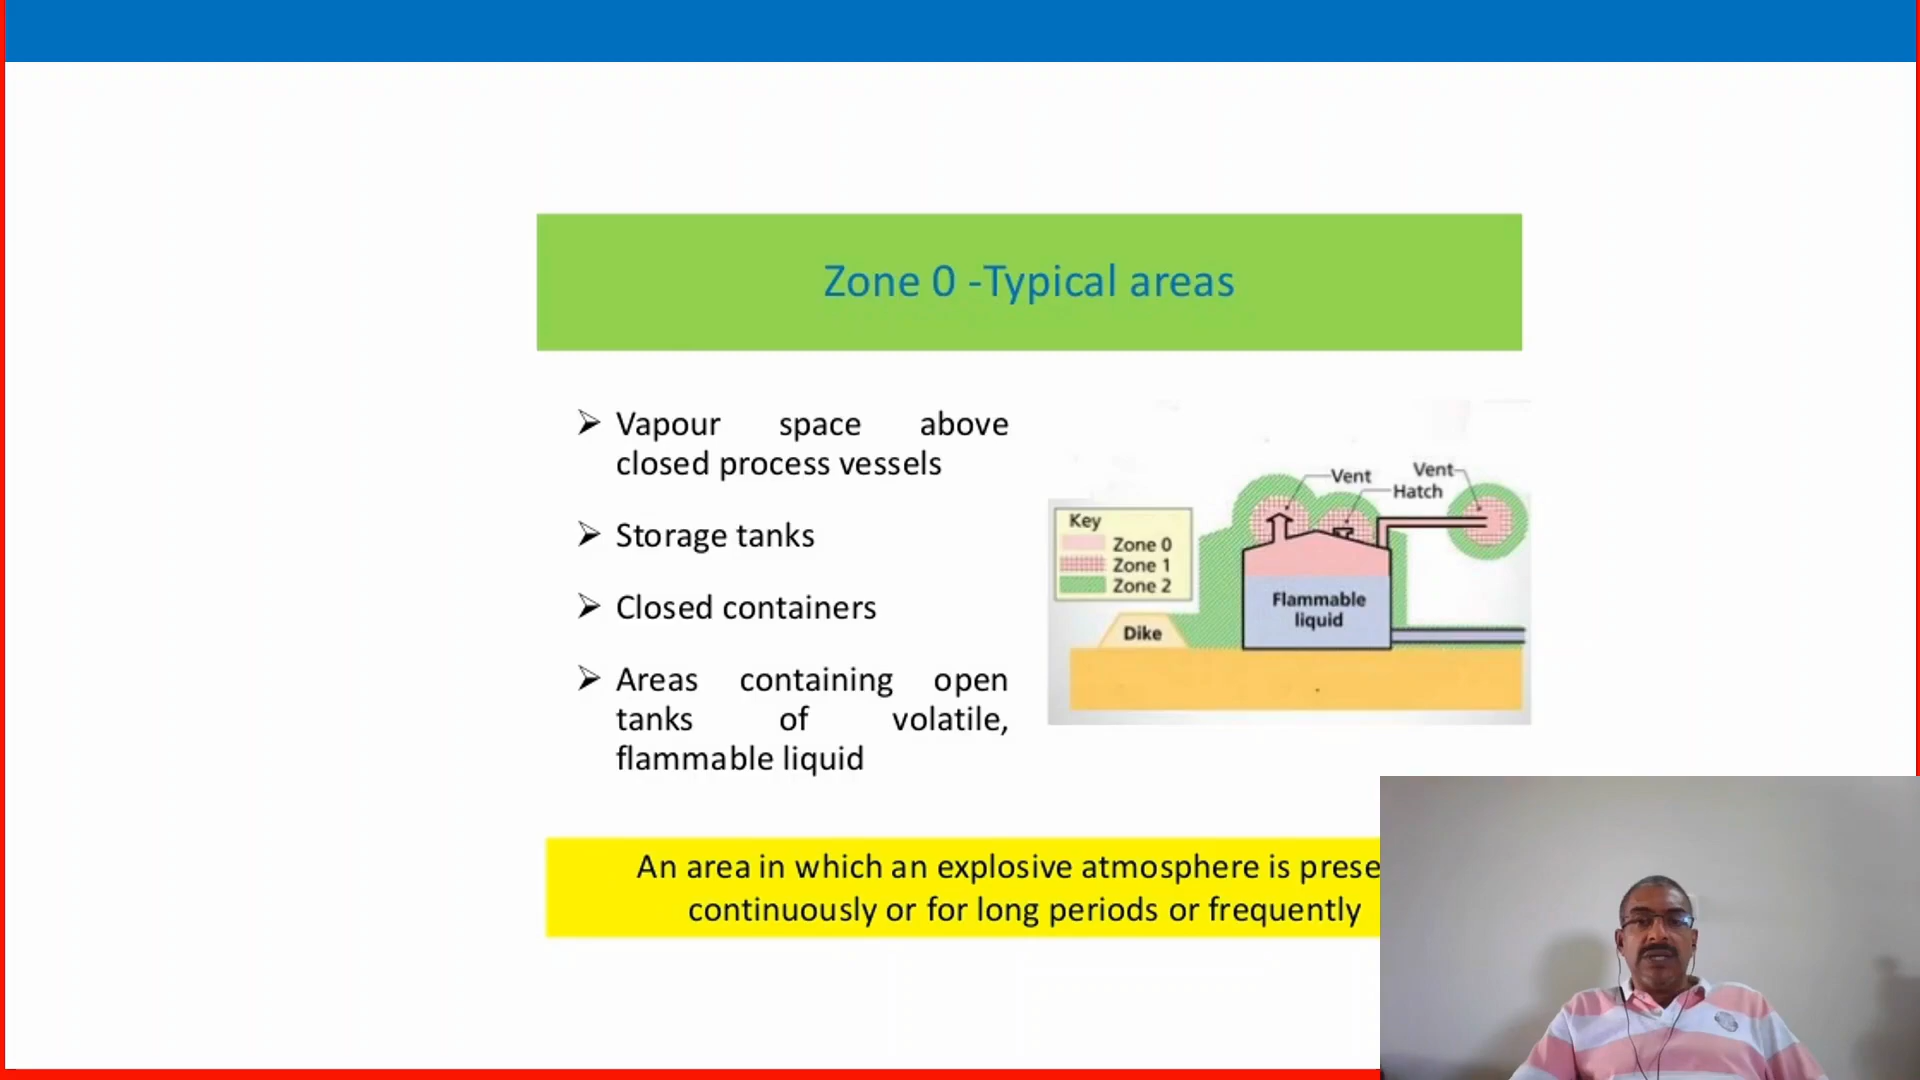 Zone 0 -Typical areas
➢ Vapour space above
closed process vessels
➢ Storage tanks
➢ Closed containers
➢ Areas containing open
tanks of volatile,
flammable liquid
Vent
Vent
Hatch
Key
Zone 0
Zone 1
Zone 2
Flammable
liquid
Dike
An area in which an explosive atmosphere is prese
continuously or for long periods or frequently